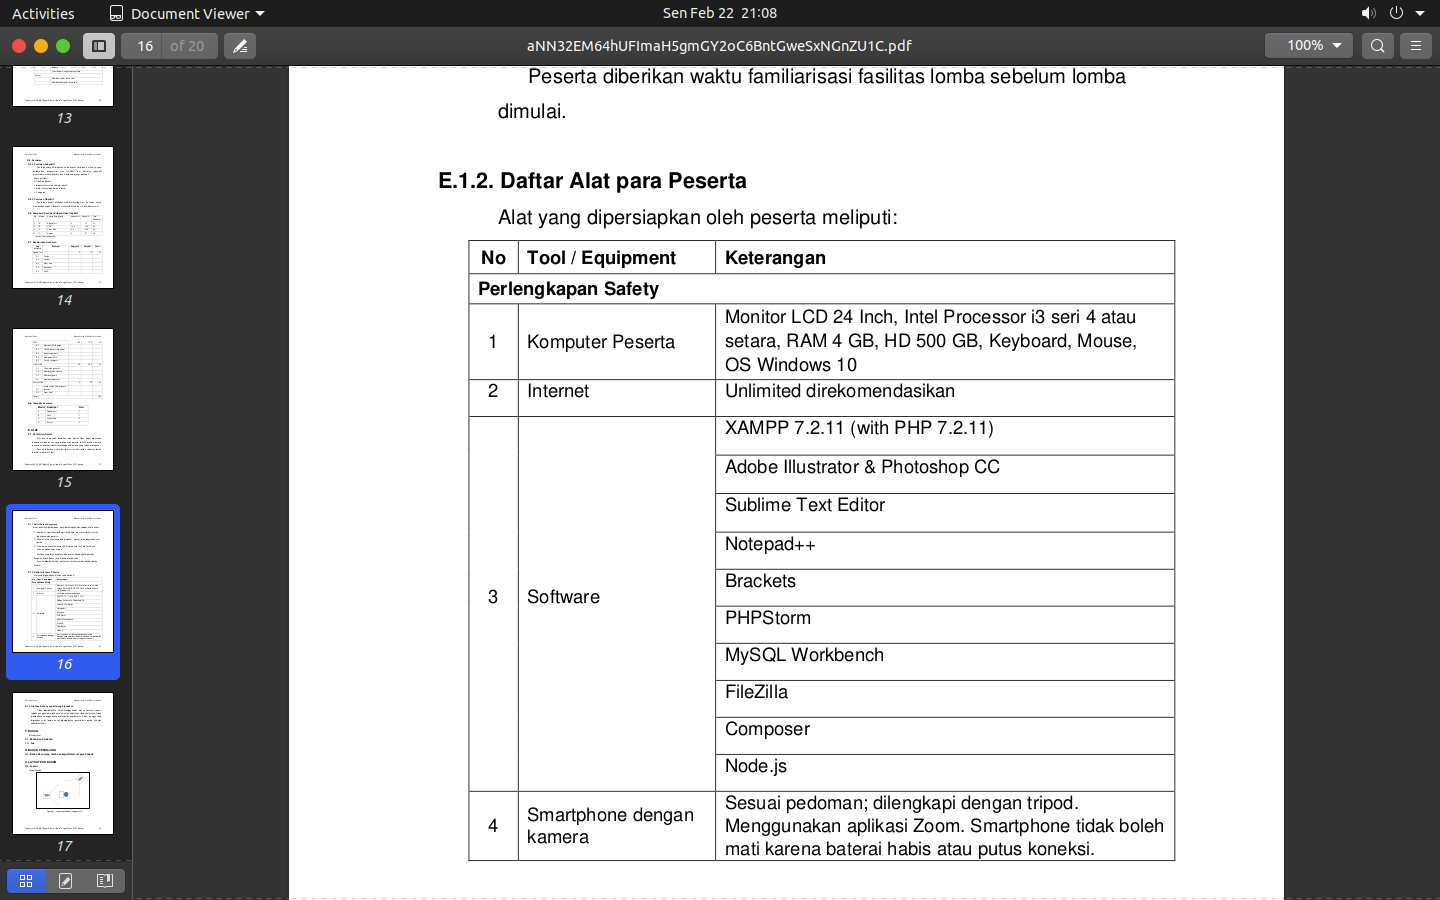 Activities Document Viewer Sen Feb 22 21:08
16 of 20 aNN32EM64hUFImaH5gmGY2oC6BntGweSxNGnZU1C.pdf 100%
13
14
15
16
17
Peserta diberikan waktu familiarisasi fasilitas lomba sebelum lomba
dimulai.
E.1.2. Daftar Alat para Peserta
Alat yang dipersiapkan oleh peserta meliputi:
No Tool / Equipment Keterangan
Perlengkapan Safety
1 Komputer Peserta Monitor LCD 24 Inch, Intel Processor i3 seri 4 atau
setara, RAM 4 GB, HD 500 GB, Keyboard, Mouse,
OS Windows 10
2 Internet Unlimited direkomendasikan
3 Software XAMPP 7.2.11 (with PHP 7.2.11)
Adobe Illustrator & Photoshop CC
Sublime Text Editor
Notepad++
Brackets
PHPStorm
MySQL Workbench
FileZilla
Composer
Node.js
4 Smartphone dengan
kamera
Sesuai pedoman; dilengkapi dengan tripod.
Menggunakan aplikasi Zoom. Smartphone tidak boleh
mati karena baterai habis atau putus koneksi.